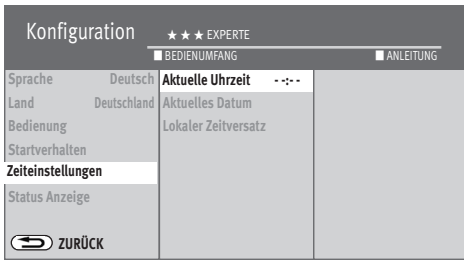 Konfiguration ★ ★ ★ EXPERTE
BEDIENUMFANG ANLEITUNG
Sprache Deutsch Aktuelle Uhrzeit - -:- -
Land Deutschland Aktuelles Datum
Bedienung Lokaler Zeitversatz
Startverhalten
Zeiteinstellungen
Status Anzeige
ZURÜCK